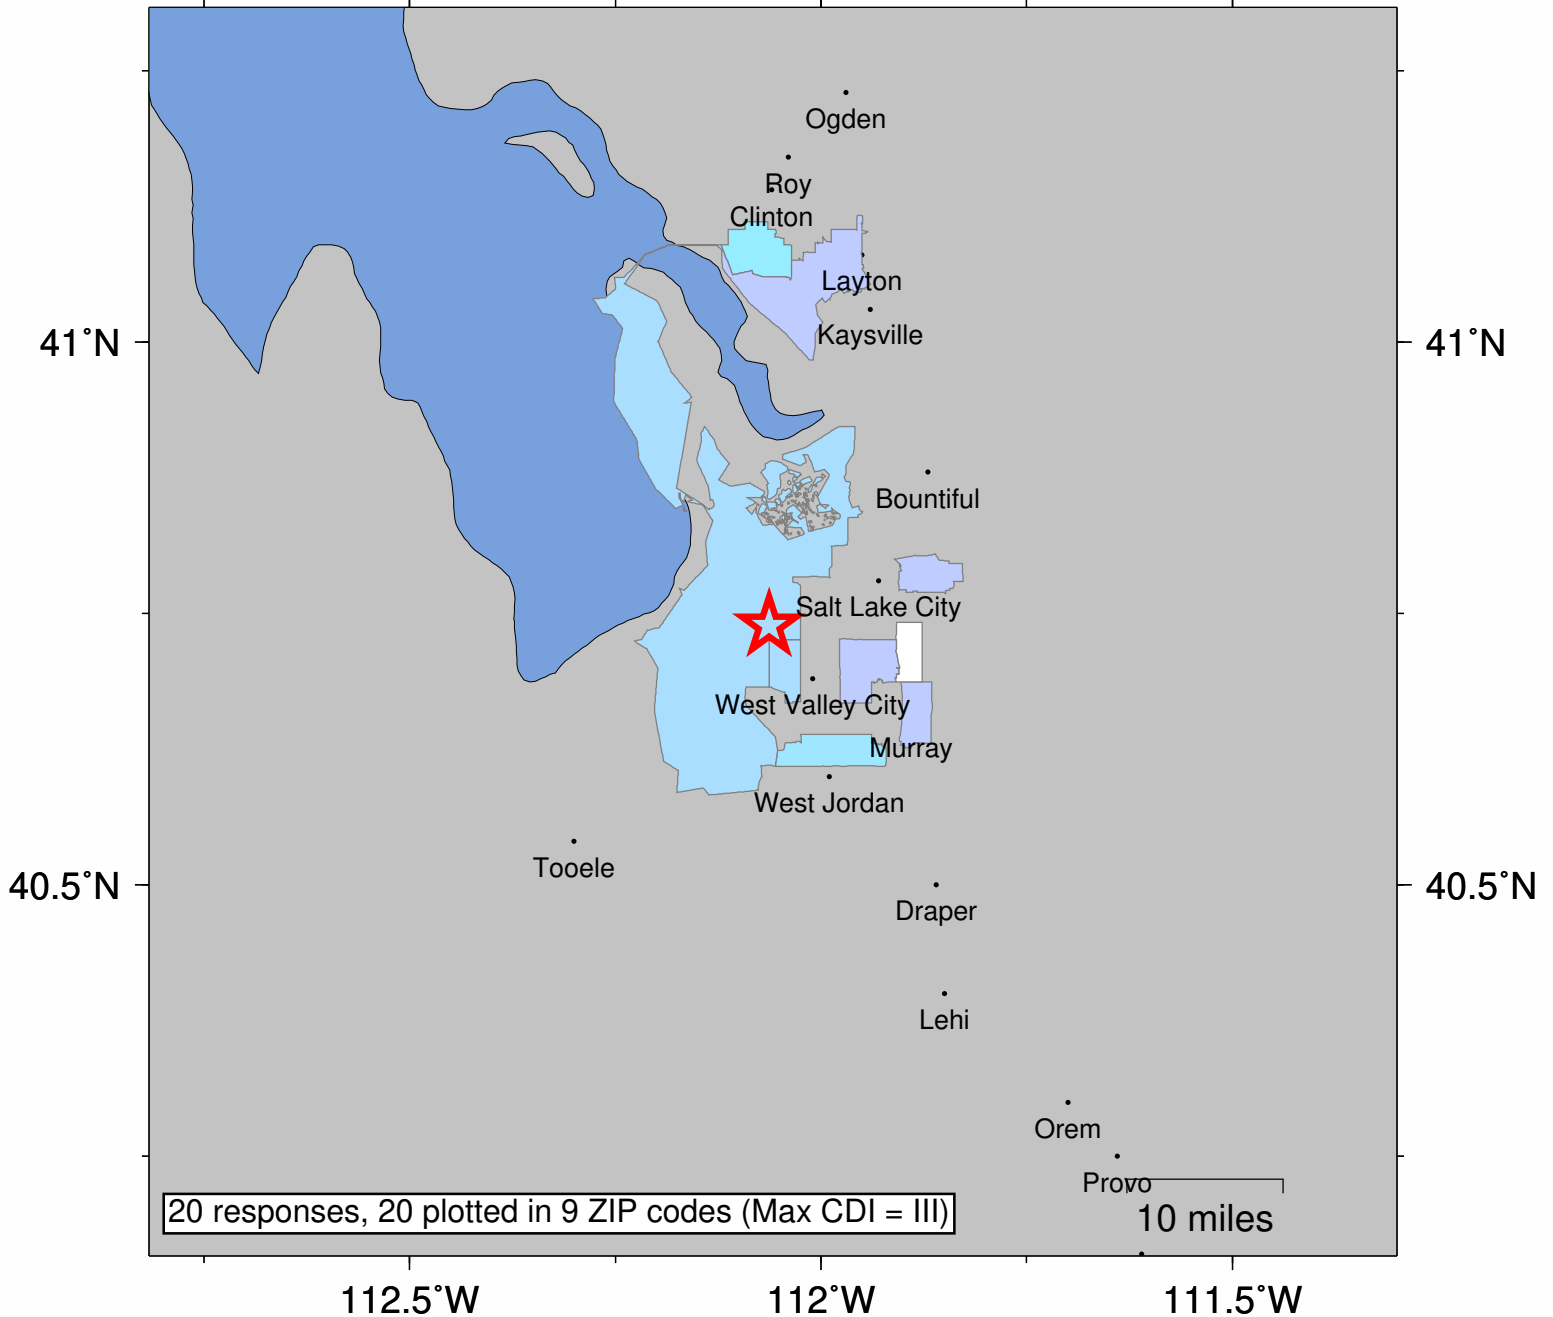 Ogden
Roy
Clinton
Layton
41°N
Kaysville
41°N
Bountiful
Salt Lake City
West Valley City
Murray
West Jordan
Tooele
40.5°N
40.5°N
Draper
Lehi
Orem
Provo
20 responses, 20 plotted in 9 ZIP codes (Max CDI = III)
10 miles
112.5°W
112°W
111.5°W